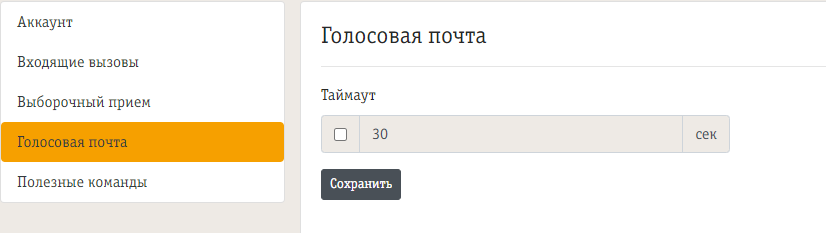 Аккаунт
Входящие вызовы
Выборочный прием
Голосовая почта
Полезные команды
Голосовая почта
Таймаут
30 сек
Сохранить